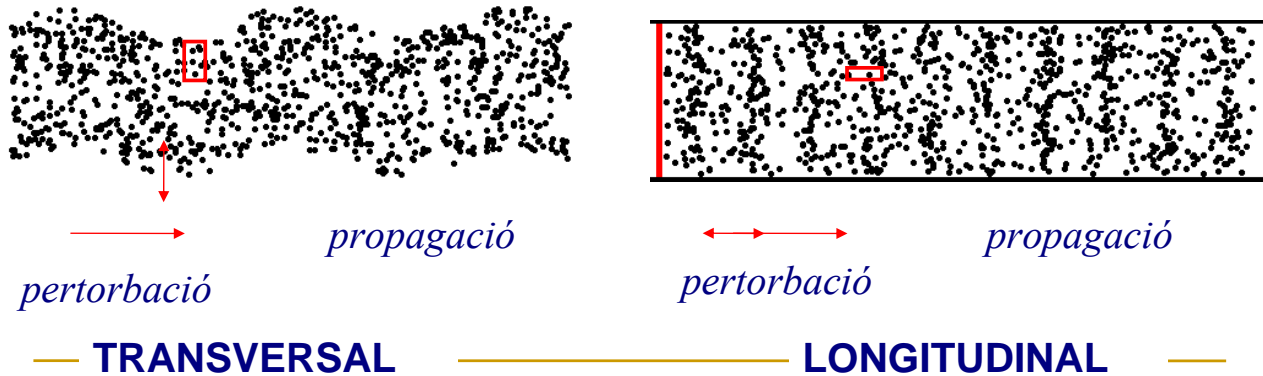 propagació
pertorbació
TRANSVERSAL
propagació
pertorbació
LONGITUDINAL